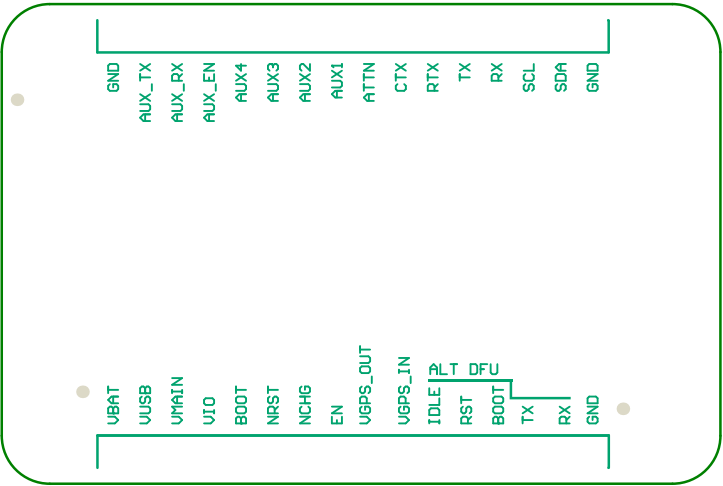 GND
AUX_TX
AUX_RX
AUX_EN
AUX4
AUX3
AUX2
AUX1
ATTN
CTX
RTX
TX
RX
SCL
SDA
GND
ALT DFU
VBAT
VUSB
VMAIN
VIO
BOOT
NRST
NCHG
EN
VGPS_OUT
VGPS_IN
IDLE
RST
BOOT
TX
RX
GND